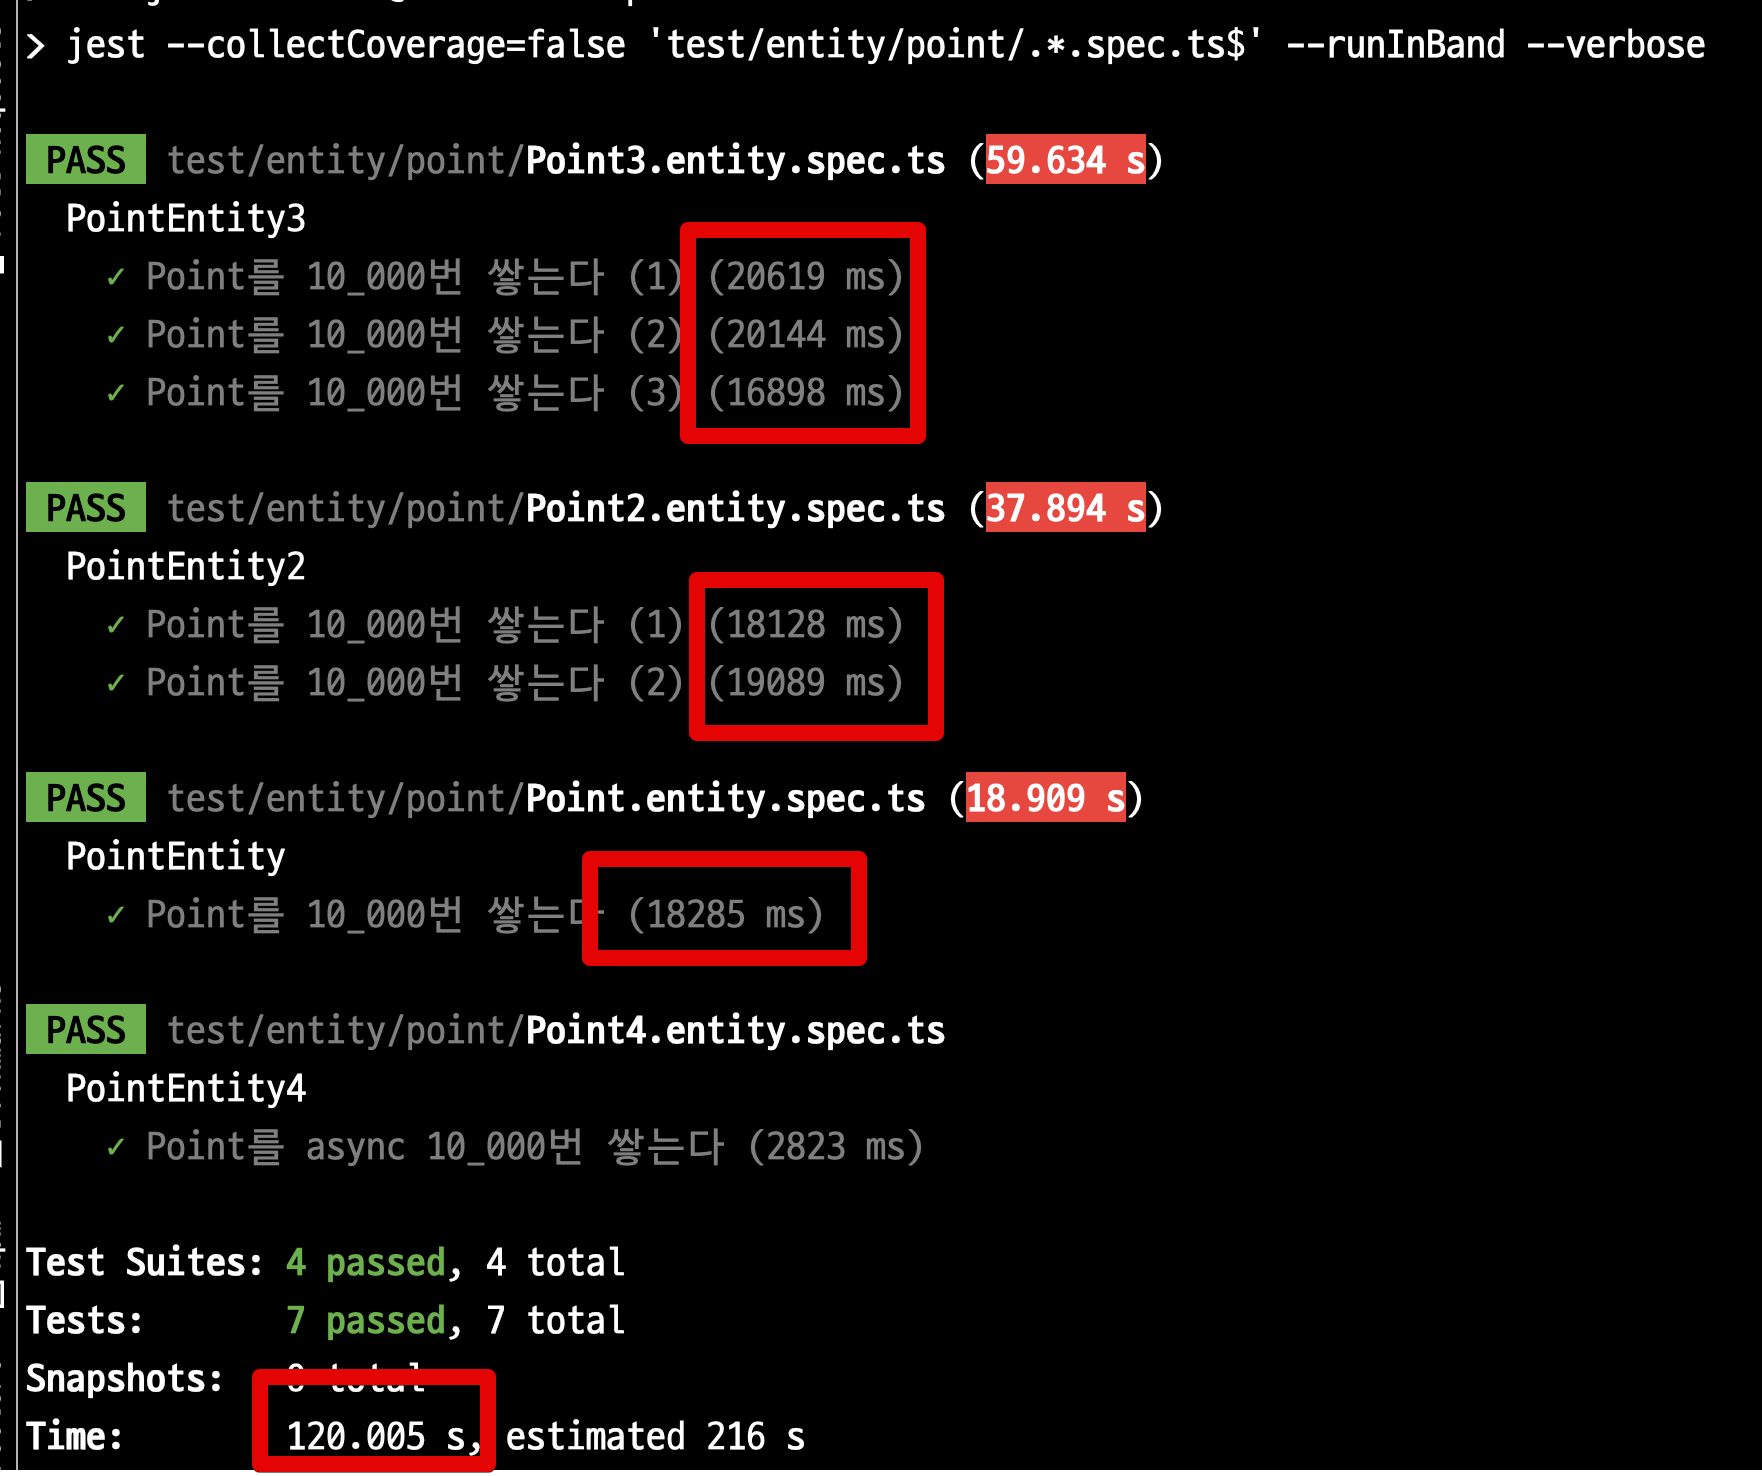 > jest --collectCoverage=false 'test/entity/point/.*.spec.ts$' --runInBand --verbose
PASS test/entity/point/Point3.entity.spec.ts (59.634 s)
PointEntity3
✓ Point를 10_000번 쌓는다 (1) (20619 ms)
✓ Point를 10_000번 쌓는다 (2) (20144 ms)
✓ Point를 10_000번 쌓는다 (3) (16898 ms)
PASS test/entity/point/Point2.entity.spec.ts (37.894 s)
PointEntity2
✓ Point를 10_000번 쌓는다 (1) (18128 ms)
✓ Point를 10_000번 쌓는다 (2) (19089 ms)
PASS test/entity/point/Point.entity.spec.ts (18.909 s)
PointEntity
✓ Point를 10_000번 쌓는다 (18285 ms)
PASS test/entity/point/Point4.entity.spec.ts
PointEntity4
✓ Point를 async 10_000번 쌓는다 (2823 ms)
Test Suites: 4 passed, 4 total
Tests: 7 passed, 7 total
Snapshots: 0 total
Time: 120.005 s, estimated 216 s